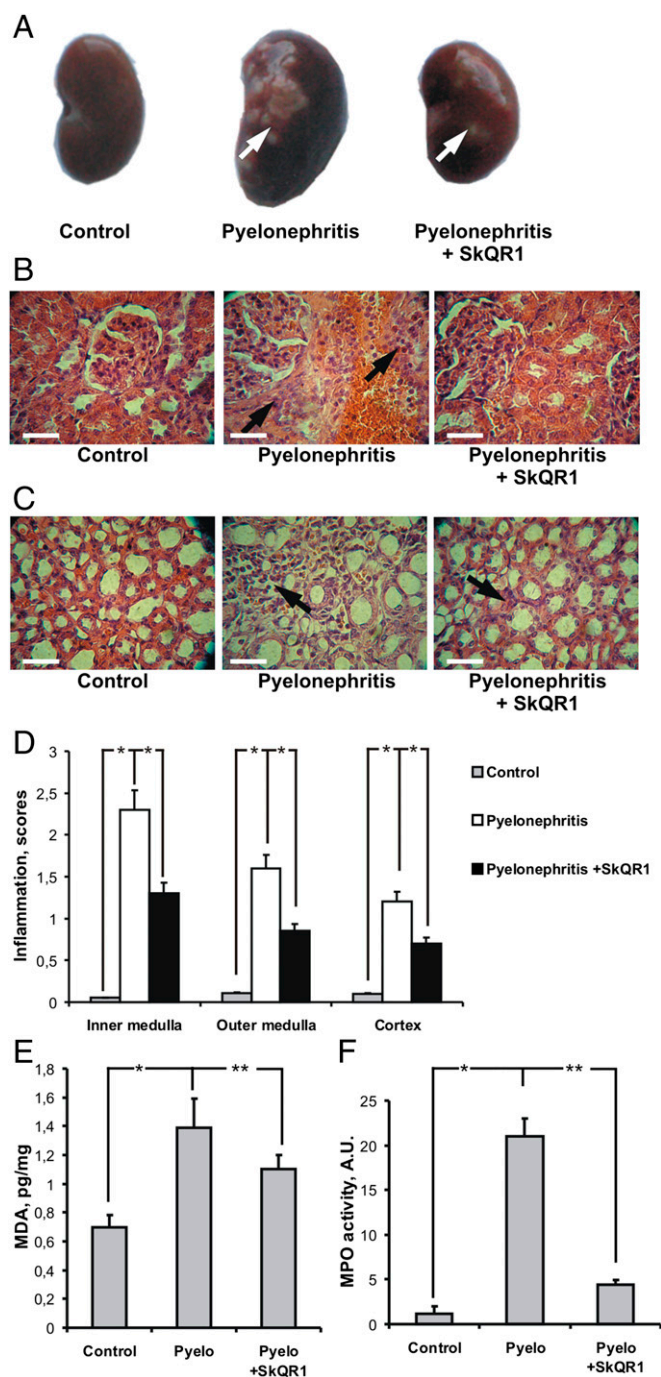 A
Control
Pyelonephritis
Pyelonephritis
+ SkQR1
B
Control
Pyelonephritis
Pyelonephritis
+ SkQR1
C
Control
Pyelonephritis
Pyelonephritis
+ SkQR1
D
Inflammation, scores
3
2,5
2
1,5
1
0,5
0
* *
* *
* *
Inner medulla
Outer medulla
Cortex
Control
Pyelonephritis
Pyelonephritis +SkQR1
E
MDA, pg/mg
1,8
1,6
1,4
1,2
1
0,8
0,6
0,4
0,2
0
* **
Control
Pyelo
Pyelo
+SkQR1
F
MPO activity, A.U.
25
20
15
10
5
0
* **
Control
Pyelo
Pyelo
+SkQR1